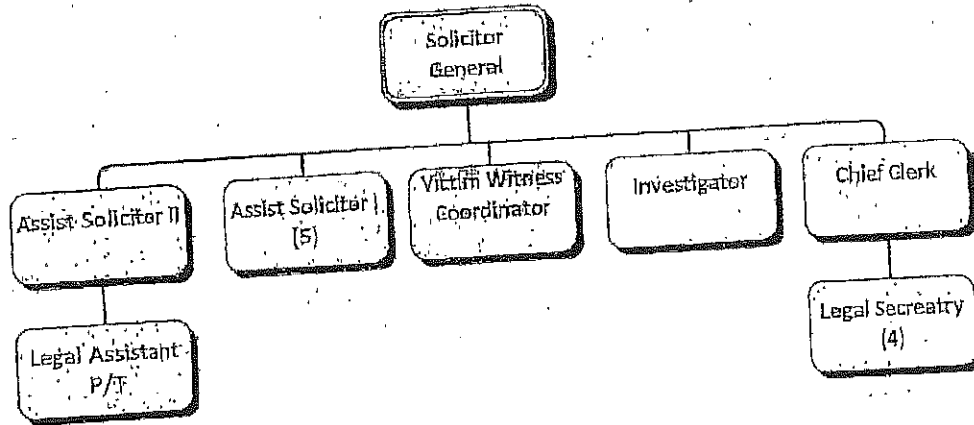 Solicitor
General
Assist Solicitor II
Assist Solicitor I
(5)
Victim Witness
Coordinator
Investigator
Chief Clerk
Legal Assistant
P/T
Legal Secreatry
(4)